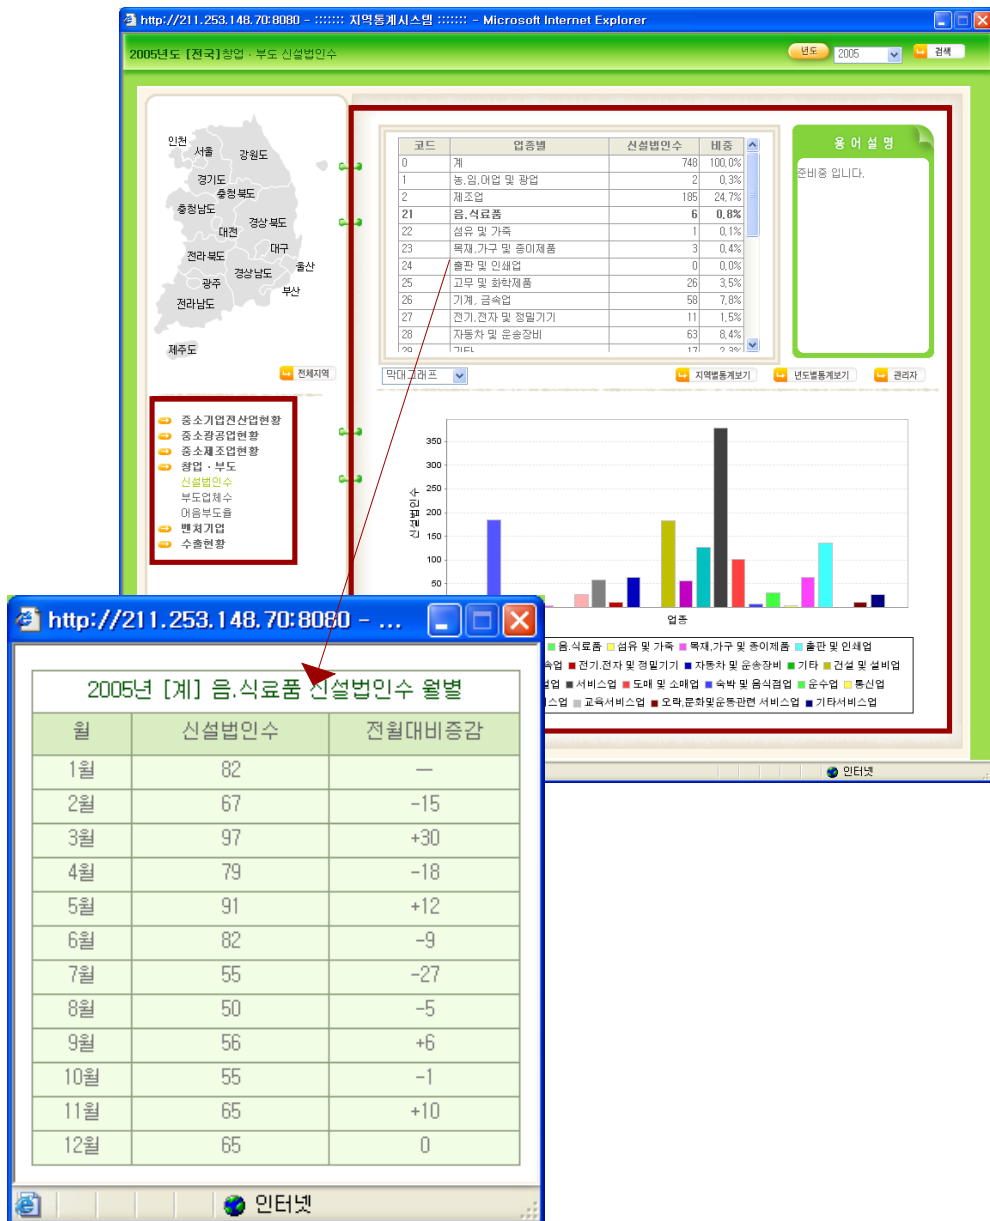 http://211.253.148.70:8080 - ::::::: 지역통계시스템 ::::::: - Microsoft Internet Explorer
2005년도 [전국]창업 · 부도 신설법인수
년도 2005 검색
인천
서울
강원도
경기도
충청북도
충청남도
경상북도
대전
대구
전라북도
울산
경상남도
광주
부산
전라남도
제주도
전체지역
중소기업전산업현황
중소광공업현황
중소제조업현황
창업 · 부도
신설법인수
부도업체수
어음부도율
벤처기업
수출현황
코드 업종별 신설법인수 비중
0 계 748 100.0%
1 농.임.어업 및 광업 2 0.3%
2 제조업 185 24.7%
21 음.식료품 6 0.8%
22 섬유 및 가죽 1 0.1%
23 목재.가구 및 종이제품 3 0.4%
24 출판 및 인쇄업 0 0.0%
25 고무 및 화학제품 26 3.5%
26 기계, 금속업 58 7.8%
27 전기.전자 및 정밀기기 11 1.5%
28 자동차 및 운송장비 63 8.4%
29 기타 17 2.3%
용어설명
준비중 입니다.
막대그래프
지역별통계보기 년도별통계보기 관리자
신설법인수
350
300
250
200
150
100
50
업종
음.식료품 섬유 및 가죽 목재,가구 및 종이제품 출판 및 인쇄업
속업 전기.전자 및 정밀기기 자동차 및 운송장비 기타 건설 및 설비업
설업 서비스업 도매 및 소매업 숙박 및 음식점업 운수업 통신업
비스업 교육서비스업 오락,문화및운동관련 서비스업 기타서비스업
인터넷
http://211.253.148.70:8080 - ...
2005년 [계] 음.식료품 신설법인수 월별
월 신설법인수 전월대비증감
1월 82 —
2월 67 -15
3월 97 +30
4월 79 -18
5월 91 +12
6월 82 -9
7월 55 -27
8월 50 -5
9월 56 +6
10월 55 -1
11월 65 +10
12월 65 0
인터넷